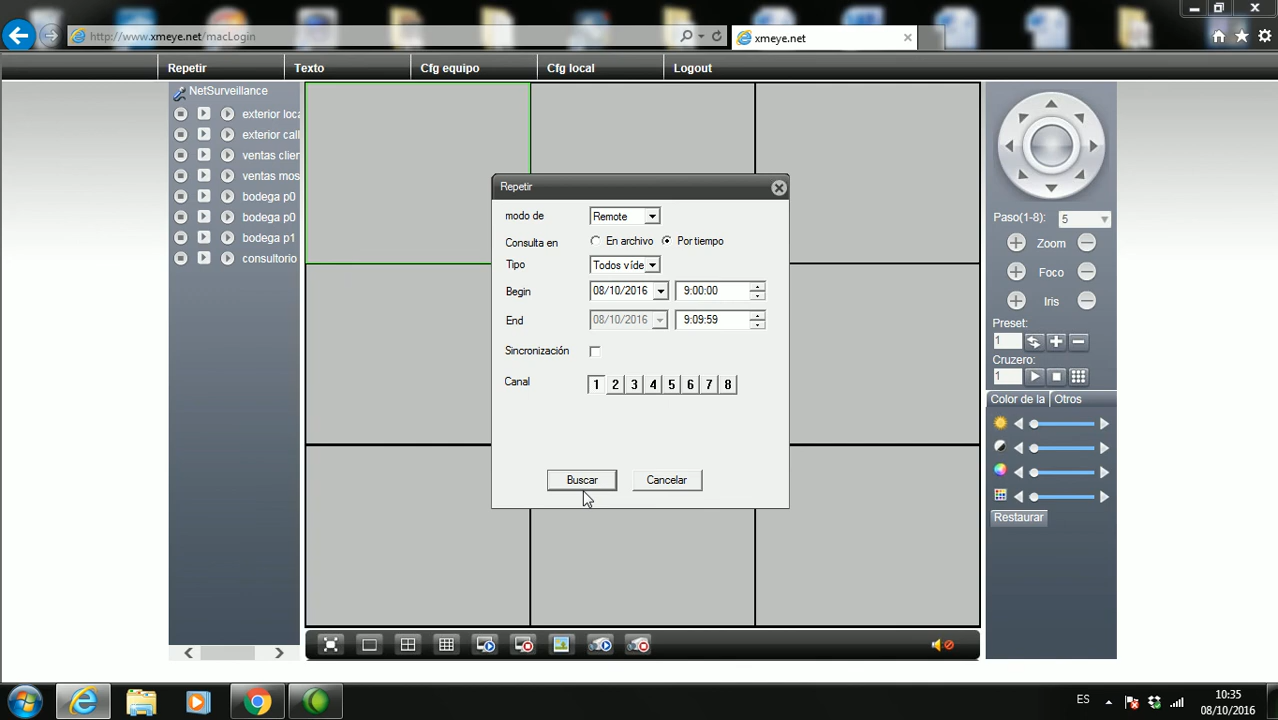 http://www.xmeye.net/macLogin
xmeye.net
Repetir
Texto
Cfg equipo
Cfg local
Logout
NetSurveillance
exterior loca
exterior call
ventas clien
ventas mos
bodega p0
bodega p0
bodega p1
consultorio
Repetir
modo de
Remote
Consulta en
En archivo
Por tiempo
Tipo
Todos víde
Begin
08/10/2016
9:00:00
End
08/10/2016
9:09:59
Sincronización
Canal
1 2 3 4 5 6 7 8
Buscar
Cancelar
Paso(1-8):
5
Zoom
Foco
Iris
Preset:
1
Cruzero:
1
Color de la
Otros
Restaurar
ES
10:35
08/10/2016